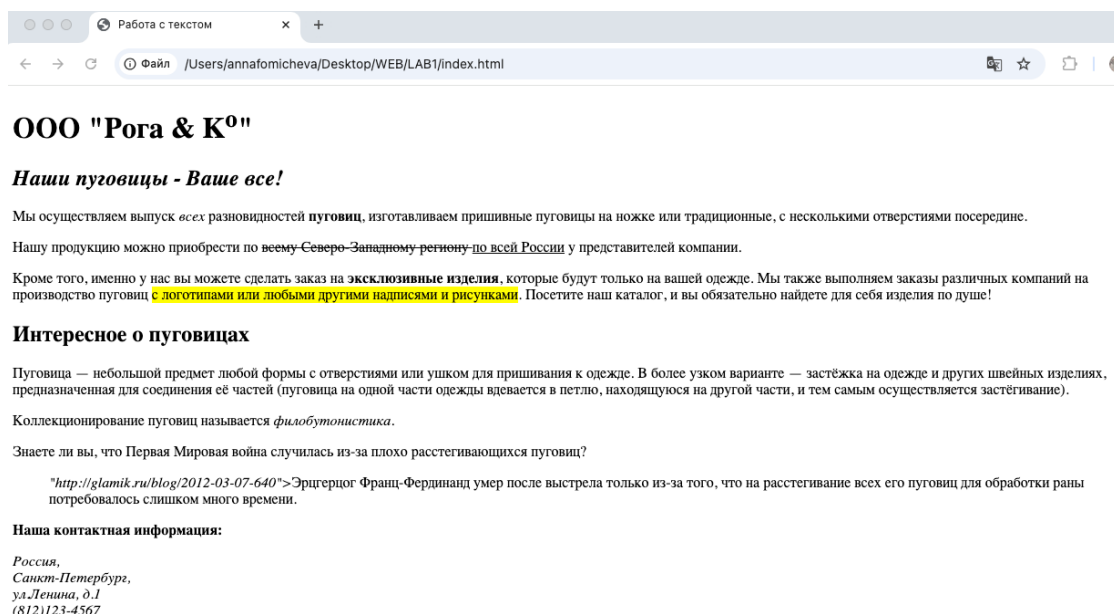 Работа с текстом
Файл /Users/annafomicheva/Desktop/WEB/LAB1/index.html
ООО "Рога & Kº"
Наши пуговицы - Ваше все!
Мы осуществляем выпуск всех разновидностей пуговиц, изготавливаем пришивные пуговицы на ножке или традиционные, с несколькими отверстиями посередине.
Нашу продукцию можно приобрести по всему Северо-Западному региону по всей России у представителей компании.
Кроме того, именно у нас вы можете сделать заказ на эксклюзивные изделия, которые будут только на вашей одежде. Мы также выполняем заказы различных компаний на
производство пуговиц с логотипами или любыми другими надписями и рисунками. Посетите наш каталог, и вы обязательно найдете для себя изделия по душе!
Интересное о пуговицах
Пуговица — небольшой предмет любой формы с отверстиями или ушком для пришивания к одежде. В более узком варианте — застёжка на одежде и других швейных изделиях,
предназначенная для соединения её частей (пуговица на одной части одежды вдевается в петлю, находящуюся на другой части, и тем самым осуществляется застёгивание).
Коллекционирование пуговиц называется филобутонистика.
Знаете ли вы, что Первая Мировая война случилась из-за плохо расстегивающихся пуговиц?
"http://glamik.ru/blog/2012-03-07-640">Эрцгерцог Франц-Фердинанд умер после выстрела только из-за того, что на расстегивание всех его пуговиц для обработки раны
потребовалось слишком много времени.
Наша контактная информация:
Россия,
Санкт-Петербург,
ул.Ленина, д.1
(812)123-4567